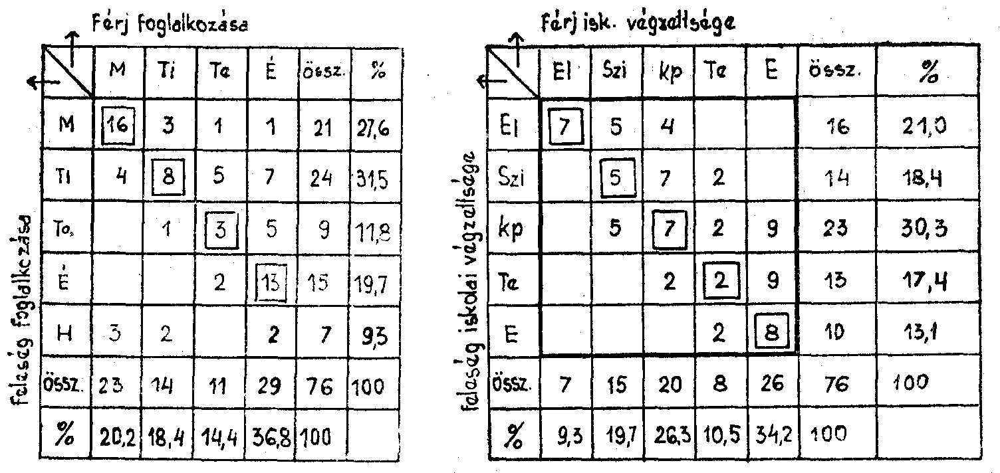 Férj foglalkozása
M Ti Te É össz. %
M 16 3 1 1 21 27,6
Ti 4 8 5 7 24 31,5
Te 1 3 5 9 11,8
É 2 13 15 19,7
H 3 2 2 7 9,3
össz. 23 14 11 29 76 100
% 20,2 18,4 14,4 36,8 100
Feleség foglalkozása
Férj isk. végzettsége
El Szi kp Te E össz. %
El 7 5 4 16 21,0
Szi 5 7 2 14 18,4
kp 5 7 2 9 23 30,3
Te 2 2 9 13 17,4
E 2 8 10 13,1
össz. 7 15 20 8 26 76 100
% 9,3 19,7 26,3 10,5 34,2 100
Feleség iskolai végzettsége